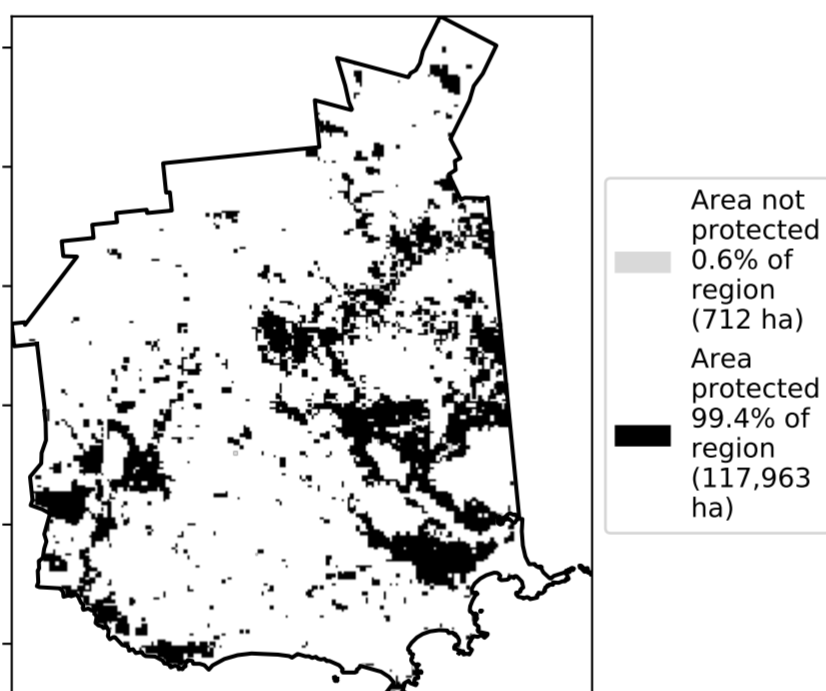 Area not
protected
0.6% of
region
(712 ha)
Area
protected
99.4% of
region
(117,963
ha)